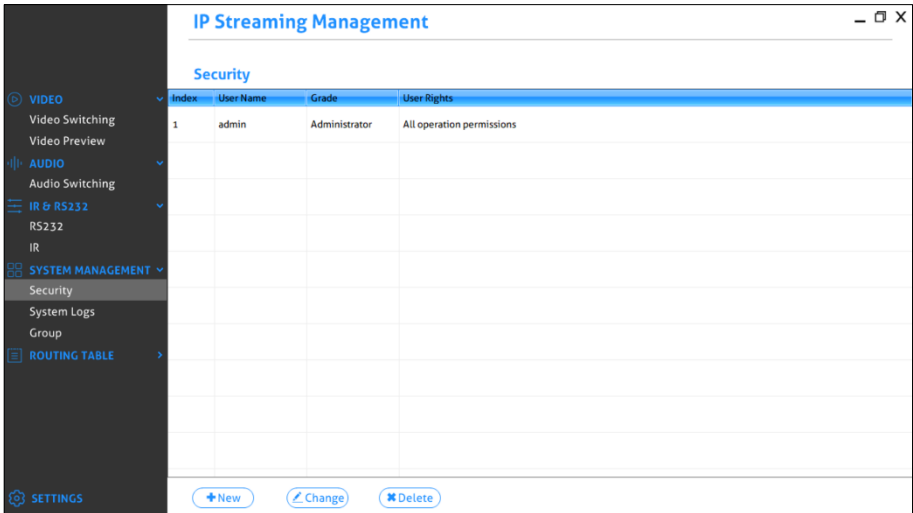 IP Streaming Management
Security
VIDEO
Video Switching
Video Preview
AUDIO
Audio Switching
IR & RS232
RS232
IR
SYSTEM MANAGEMENT
Security
System Logs
Group
ROUTING TABLE
SETTINGS
Index User Name Grade User Rights
1 admin Administrator All operation permissions
New Change Delete